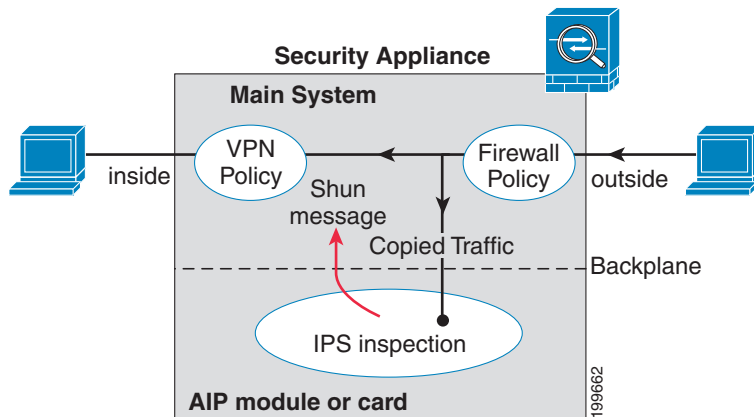 Security Appliance
Main System
VPN
Policy
Firewall
Policy
inside
outside
Shun
message
Copied Traffic
Backplane
IPS inspection
AIP module or card
199662